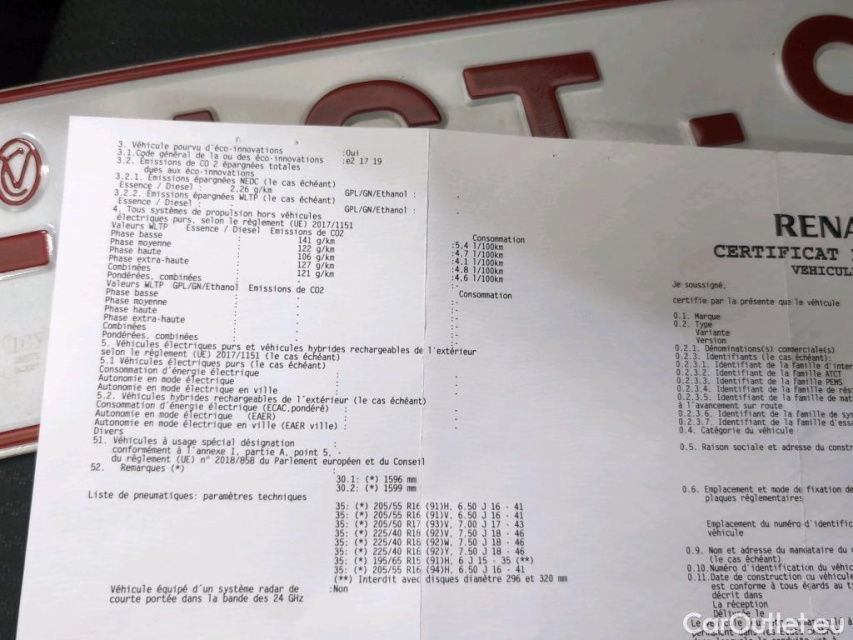 CT.
3. Véhicule pourvu d'éco-innovations :Oui
3.1.Code général de la ou des éco-innovations :e2 17 19
3.2. Émissions de CO 2 épargnées totales
dues aux éco-innovations
3.2.1. Émissions épargnées NEDC (le cas échéant)
Essence / Diesel : 2.26 g/km GPL/GN/Ethanol :
3.2.2. Émissions épargnées WLTP (le cas échéant)
Essence / Diesel : GPL/GN/Ethanol :
4. Tous systèmes de propulsion hors véhicules
électriques purs, selon le règlement (UE) 2017/1151
Valeurs WLTP Essence / Diesel Emissions de CO2 Consommation
Phase basse : 141 g/km :5.4 l/100km
Phase moyenne : 122 g/km :4.7 l/100km
Phase haute : 106 g/km :4.1 l/100km
Phase extra-haute : 127 g/km :4.8 l/100km
Combinées : 121 g/km :4.6 l/100km
Pondérées, combinées : :-
Valeurs WLTP GPL/GN/Ethanol Emissions de CO2 Consommation
Phase basse
Phase moyenne
Phase haute
Phase extra-haute
Combinées
Pondérées, combinées
5. Véhicules électriques purs et véhicules hybrides rechargeables de l'extérieur
selon le règlement (UE) 2017/1151 (le cas échéant)
5.1 Véhicules électriques purs (le cas échéant)
Consommation d'énergie électrique :
Autonomie en mode électrique :
Autonomie en mode électrique en ville :
5.2. Véhicules hybrides rechargeables de l'extérieur (le cas échéant)
Consommation d'énergie électrique (ECAC,pondéré) :
Autonomie en mode électrique (EAER) :
Autonomie en mode électrique en ville (EAER ville) :
Divers
51. Véhicules à usage spécial désignation :
conformément à l'annexe I, partie A, point 5, -
du règlement (UE) n° 2018/858 du Parlement européen et du Conseil
52. Remarques (*) :
30.1: (*) 1596 mm
30.2: (*) 1599 mm
Liste de pneumatiques: paramètres techniques
35: (*) 205/55 R16 (91)H, 6.50 J 16 - 41
35: (*) 205/55 R16 (91)V, 6.50 J 16 - 41
35: (*) 205/50 R17 (93)V, 7.00 J 17 - 43
35: (*) 225/40 R18 (92)V, 7.50 J 18 - 46
35: (*) 225/40 R18 (92)W, 7.50 J 18 - 46
35: (*) 225/40 R18 (92)Y, 7.50 J 18 - 46
35: (*) 195/65 R15 (91)H, 6 J 15 - 35 (**)
35: (*) 205/55 R16 (94)H, 6.50 J 16 - 41
(**) Interdit avec disques diamètre 296 et 320 mm
Véhicule équipé d'un système radar de :Non
courte portée dans la bande des 24 GHz
RENA
CERTIFICAT
VEHICUL
Je soussigné,
certifie par la présente que le véhicule
0.1. Marque
0.2. Type
Variante
Version
0.2.1. Dénominations(s) commerciale(s)
0.2.3. Identifiants (le cas échéant):
0.2.3.1. Identifiant de la famille d'inter
0.2.3.2. Identifiant de la famille ATCT
0.2.3.3. Identifiant de la famille PEMS
0.2.3.4. Identifiant de la famille de rés
0.2.3.5. Identifiant de la famille de mat
à l'avancement sur route
0.2.3.6. Identifiant de la famille de sys
0.2.3.7. Identifiant de la famille d'essa
0.4. Catégorie du véhicule
0.5. Raison sociale et adresse du constr
0.6. Emplacement et mode de fixation de
plaques réglementaires
Emplacement du numéro d'identific
véhicule
0.9. Nom et adresse du mandataire du
(le cas échéant)
0.10.Numéro d'identification du véhic
0.11.Date de construction du véhicule
est conforme à tous égards au t
décrit dans
La réception
Délivrée le
CarOutlet.eu